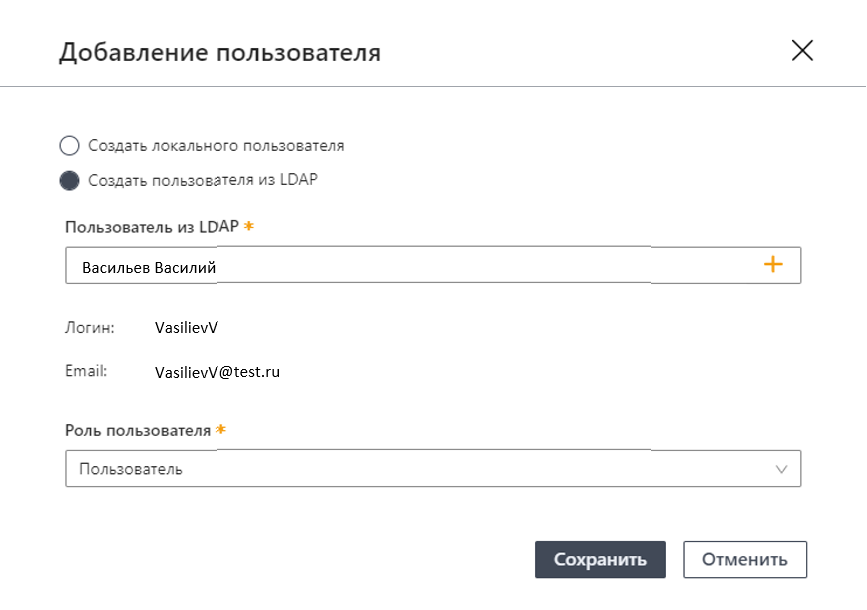 Добавление пользователя
Создать локального пользователя
Создать пользователя из LDAP
Пользователь из LDAP *
Васильев Василий
Логин: VasilievV
Email: VasilievV@test.ru
Роль пользователя *
Пользователь
Сохранить Отменить